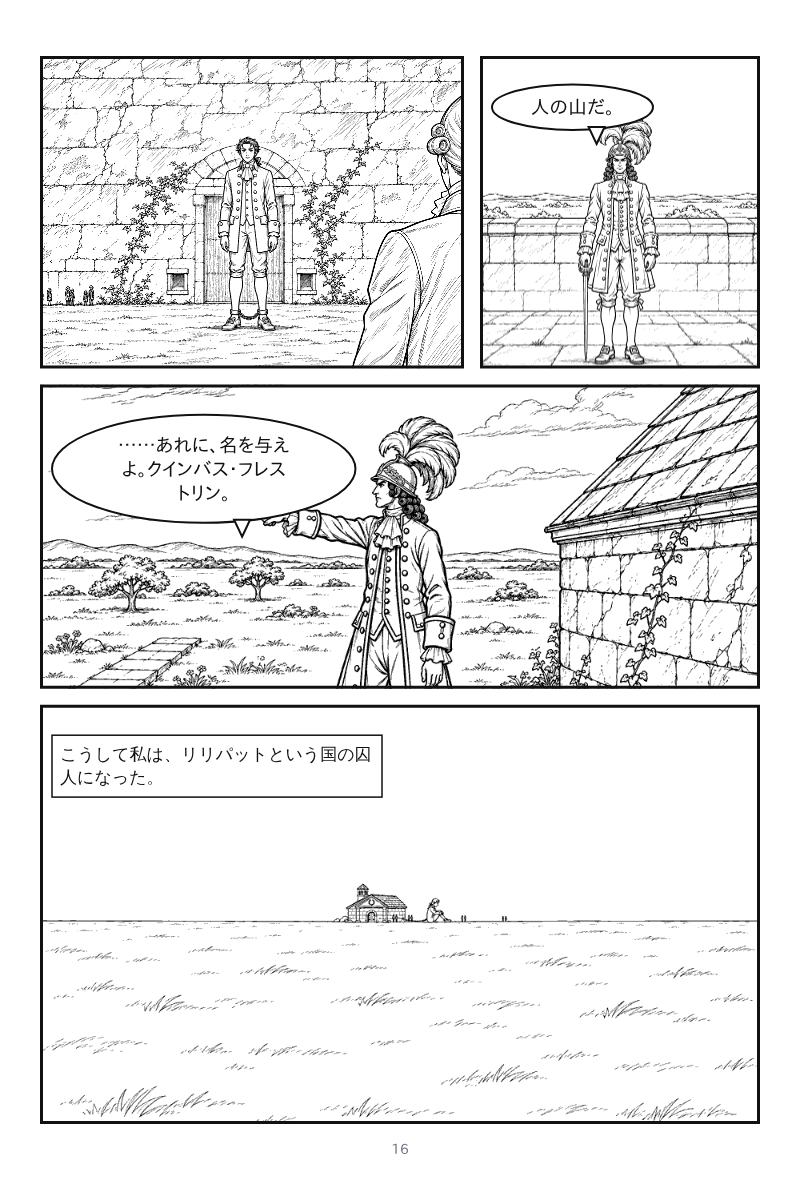 人の山だ。
……あれに、名を与え
よ。クインバス・フレス
トリン。
こうして私は、リリパットという国の囚
人になった。
16